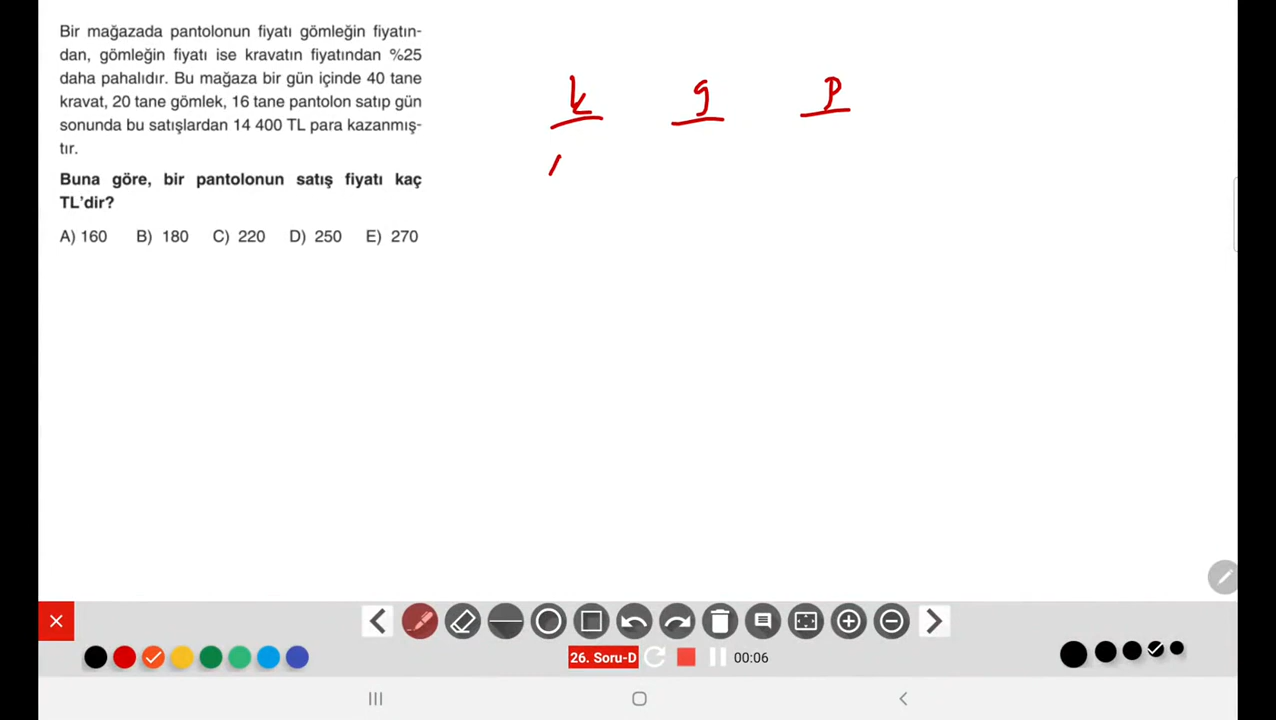 Bir mağazada pantolonun fiyatı gömleğin fiyatın-
dan, gömleğin fiyatı ise kravatın fiyatından %25
daha pahalıdır. Bu mağaza bir gün içinde 40 tane
kravat, 20 tane gömlek, 16 tane pantolon satıp gün
sonunda bu satışlardan 14 400 TL para kazanmış-
tır.
Buna göre, bir pantolonun satış fiyatı kaç
TL'dir?
A) 160 B) 180 C) 220 D) 250 E) 270
k g p
26. Soru-D 00:06